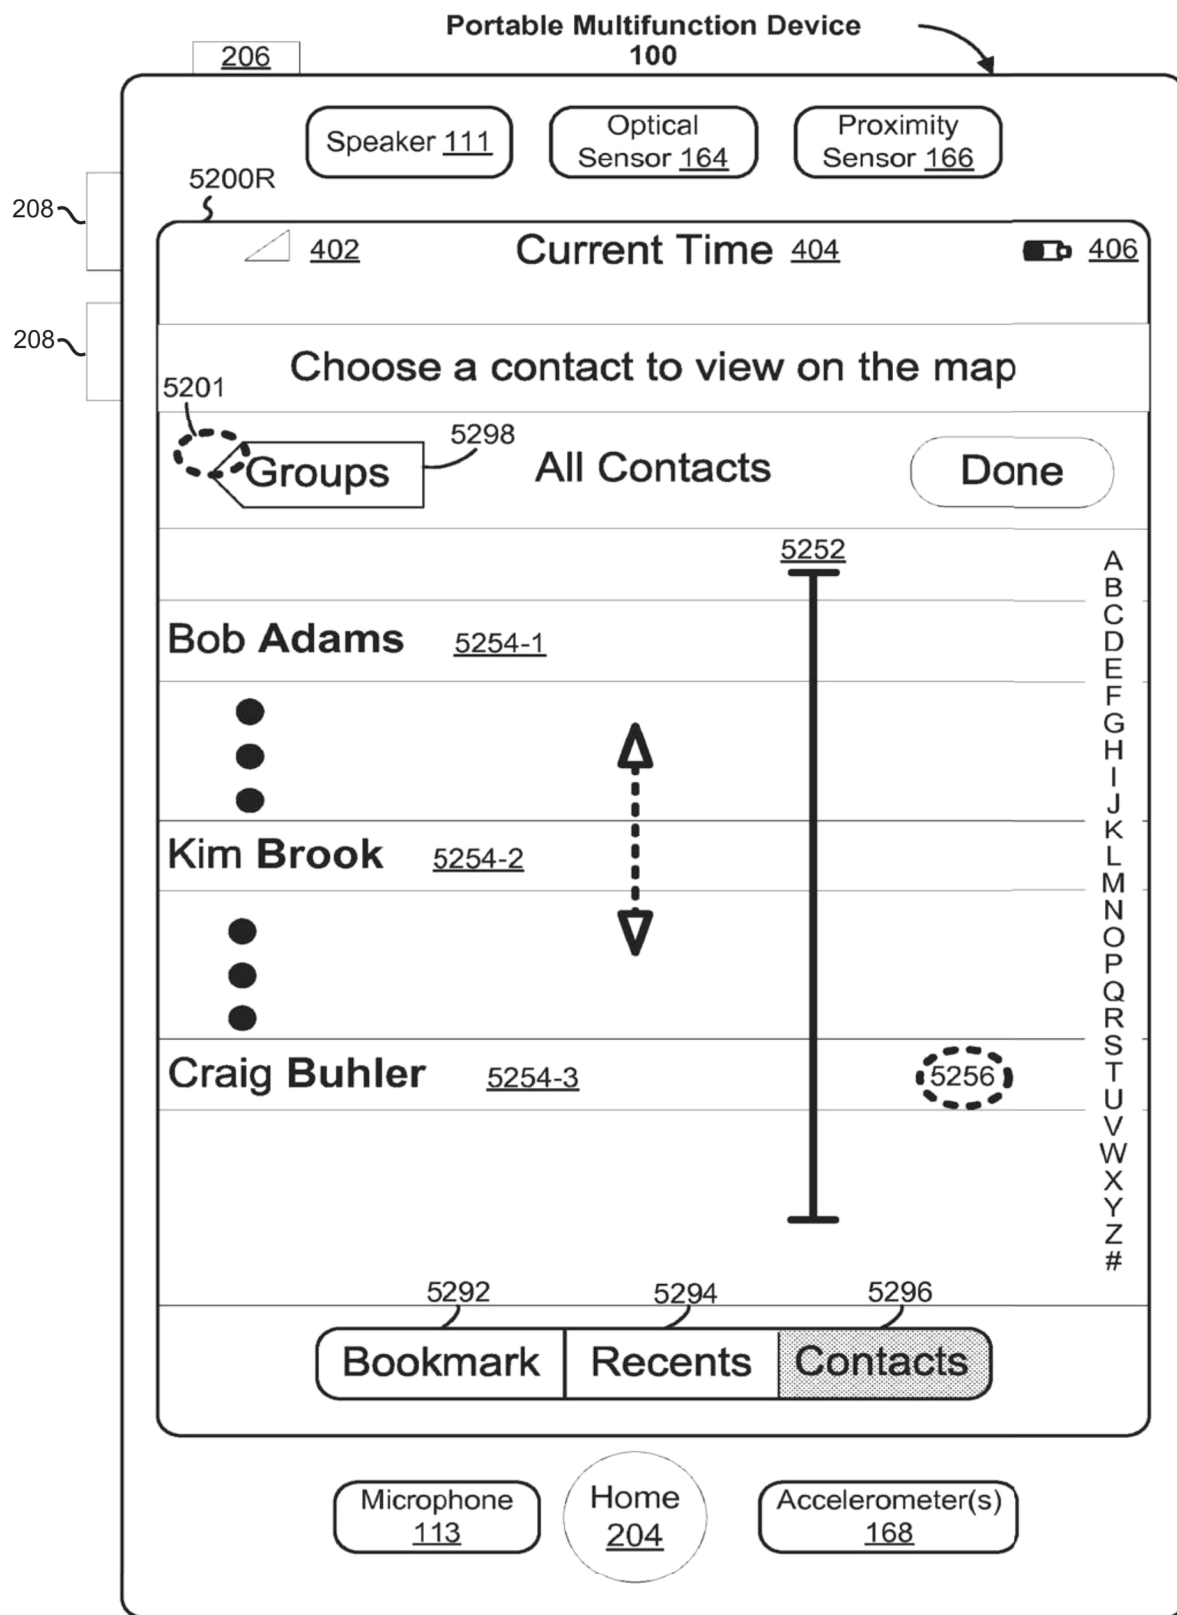 Portable Multifunction Device
100
206
Speaker 111
Optical
Sensor 164
Proximity
Sensor 166
5200R
208
402
Current Time 404
406
208
Choose a contact to view on the map
5201
5298
Groups
All Contacts
Done
5252
Bob Adams 5254-1
Kim Brook 5254-2
Craig Buhler 5254-3
5256
A
B
C
D
E
F
G
H
I
J
K
L
M
N
O
P
Q
R
S
T
U
V
W
X
Y
Z
#
5292
5294
5296
Bookmark
Recents
Contacts
Microphone
113
Home
204
Accelerometer(s)
168